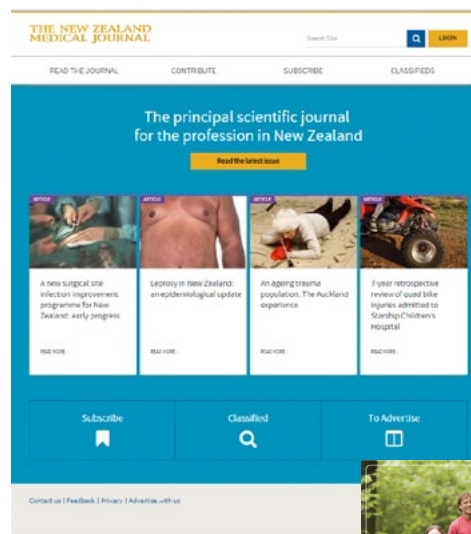 THE NEW ZEALAND
MEDICAL JOURNAL
Search Site
LOGIN
READ THE JOURNAL
CONTRIBUTE
SUBSCRIBE
CLASSIFIEDS
The principal scientific journal
for the profession in New Zealand
Read the latest issue
ARTICLE
A new surgical site
infection improvement
programme for New
Zealand: early progress
READ MORE
ARTICLE
Leprosy in New Zealand:
an epidemiological update
READ MORE
ARTICLE
An ageing trauma
population: The Auckland
experience
READ MORE
ARTICLE
7-year retrospective
review of quad bike
injuries admitted to
Starship Children's
Hospital
READ MORE
Subscribe
Classified
To Advertise
Contact us | Feedback | Privacy | Advertise with us